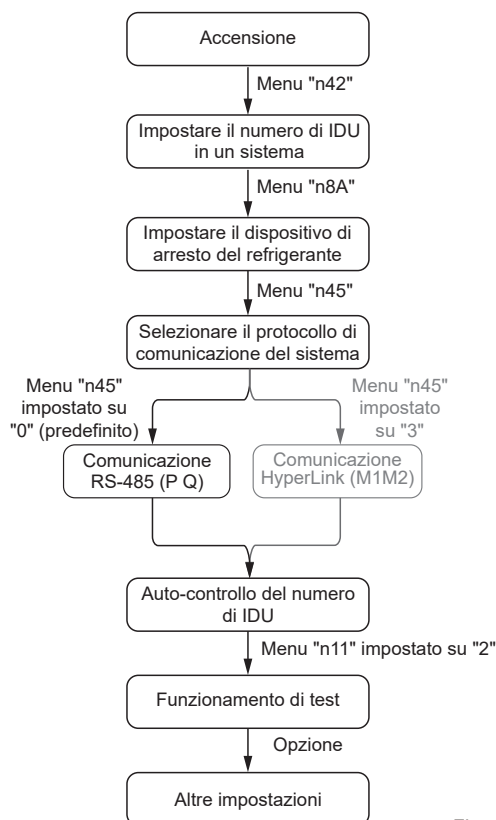 Accensione
Menu "n42"
Impostare il numero di IDU
in un sistema
Menu "n8A"
Impostare il dispositivo di
arresto del refrigerante
Menu "n45"
Selezionare il protocollo di
comunicazione del sistema
Menu "n45"
impostato su
"0" (predefinito)
Menu "n45"
impostato
su "3"
Comunicazione
RS-485 (P Q)
Comunicazione
HyperLink (M1M2)
Auto-controllo del numero
di IDU
Menu "n11" impostato su "2"
Funzionamento di test
Opzione
Altre impostazioni